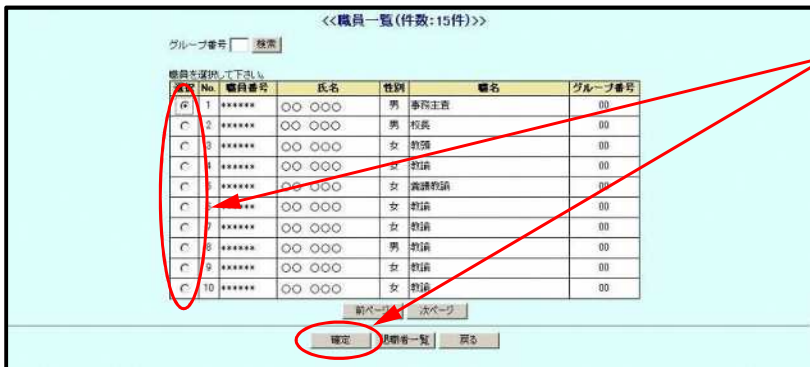 <<職員一覧(件数:15件)>>
グループ番号 検索
職員を選択して下さい。
選択 No. 職員番号 氏名 性別 職名 グループ番号
1 ****** ○○ ○○○ 男 事務主査 00
2 ****** ○○ ○○○ 男 校長 00
3 ****** ○○ ○○○ 女 教頭 00
4 ****** ○○ ○○○ 女 教諭 00
5 ****** ○○ ○○○ 女 養護教諭 00
6 ****** ○○ ○○○ 女 教諭 00
7 ****** ○○ ○○○ 女 教諭 00
8 ****** ○○ ○○○ 男 教諭 00
9 ****** ○○ ○○○ 女 教諭 00
10 ****** ○○ ○○○ 女 教諭 00
前ページ 次ページ
確定 退職者一覧 戻る